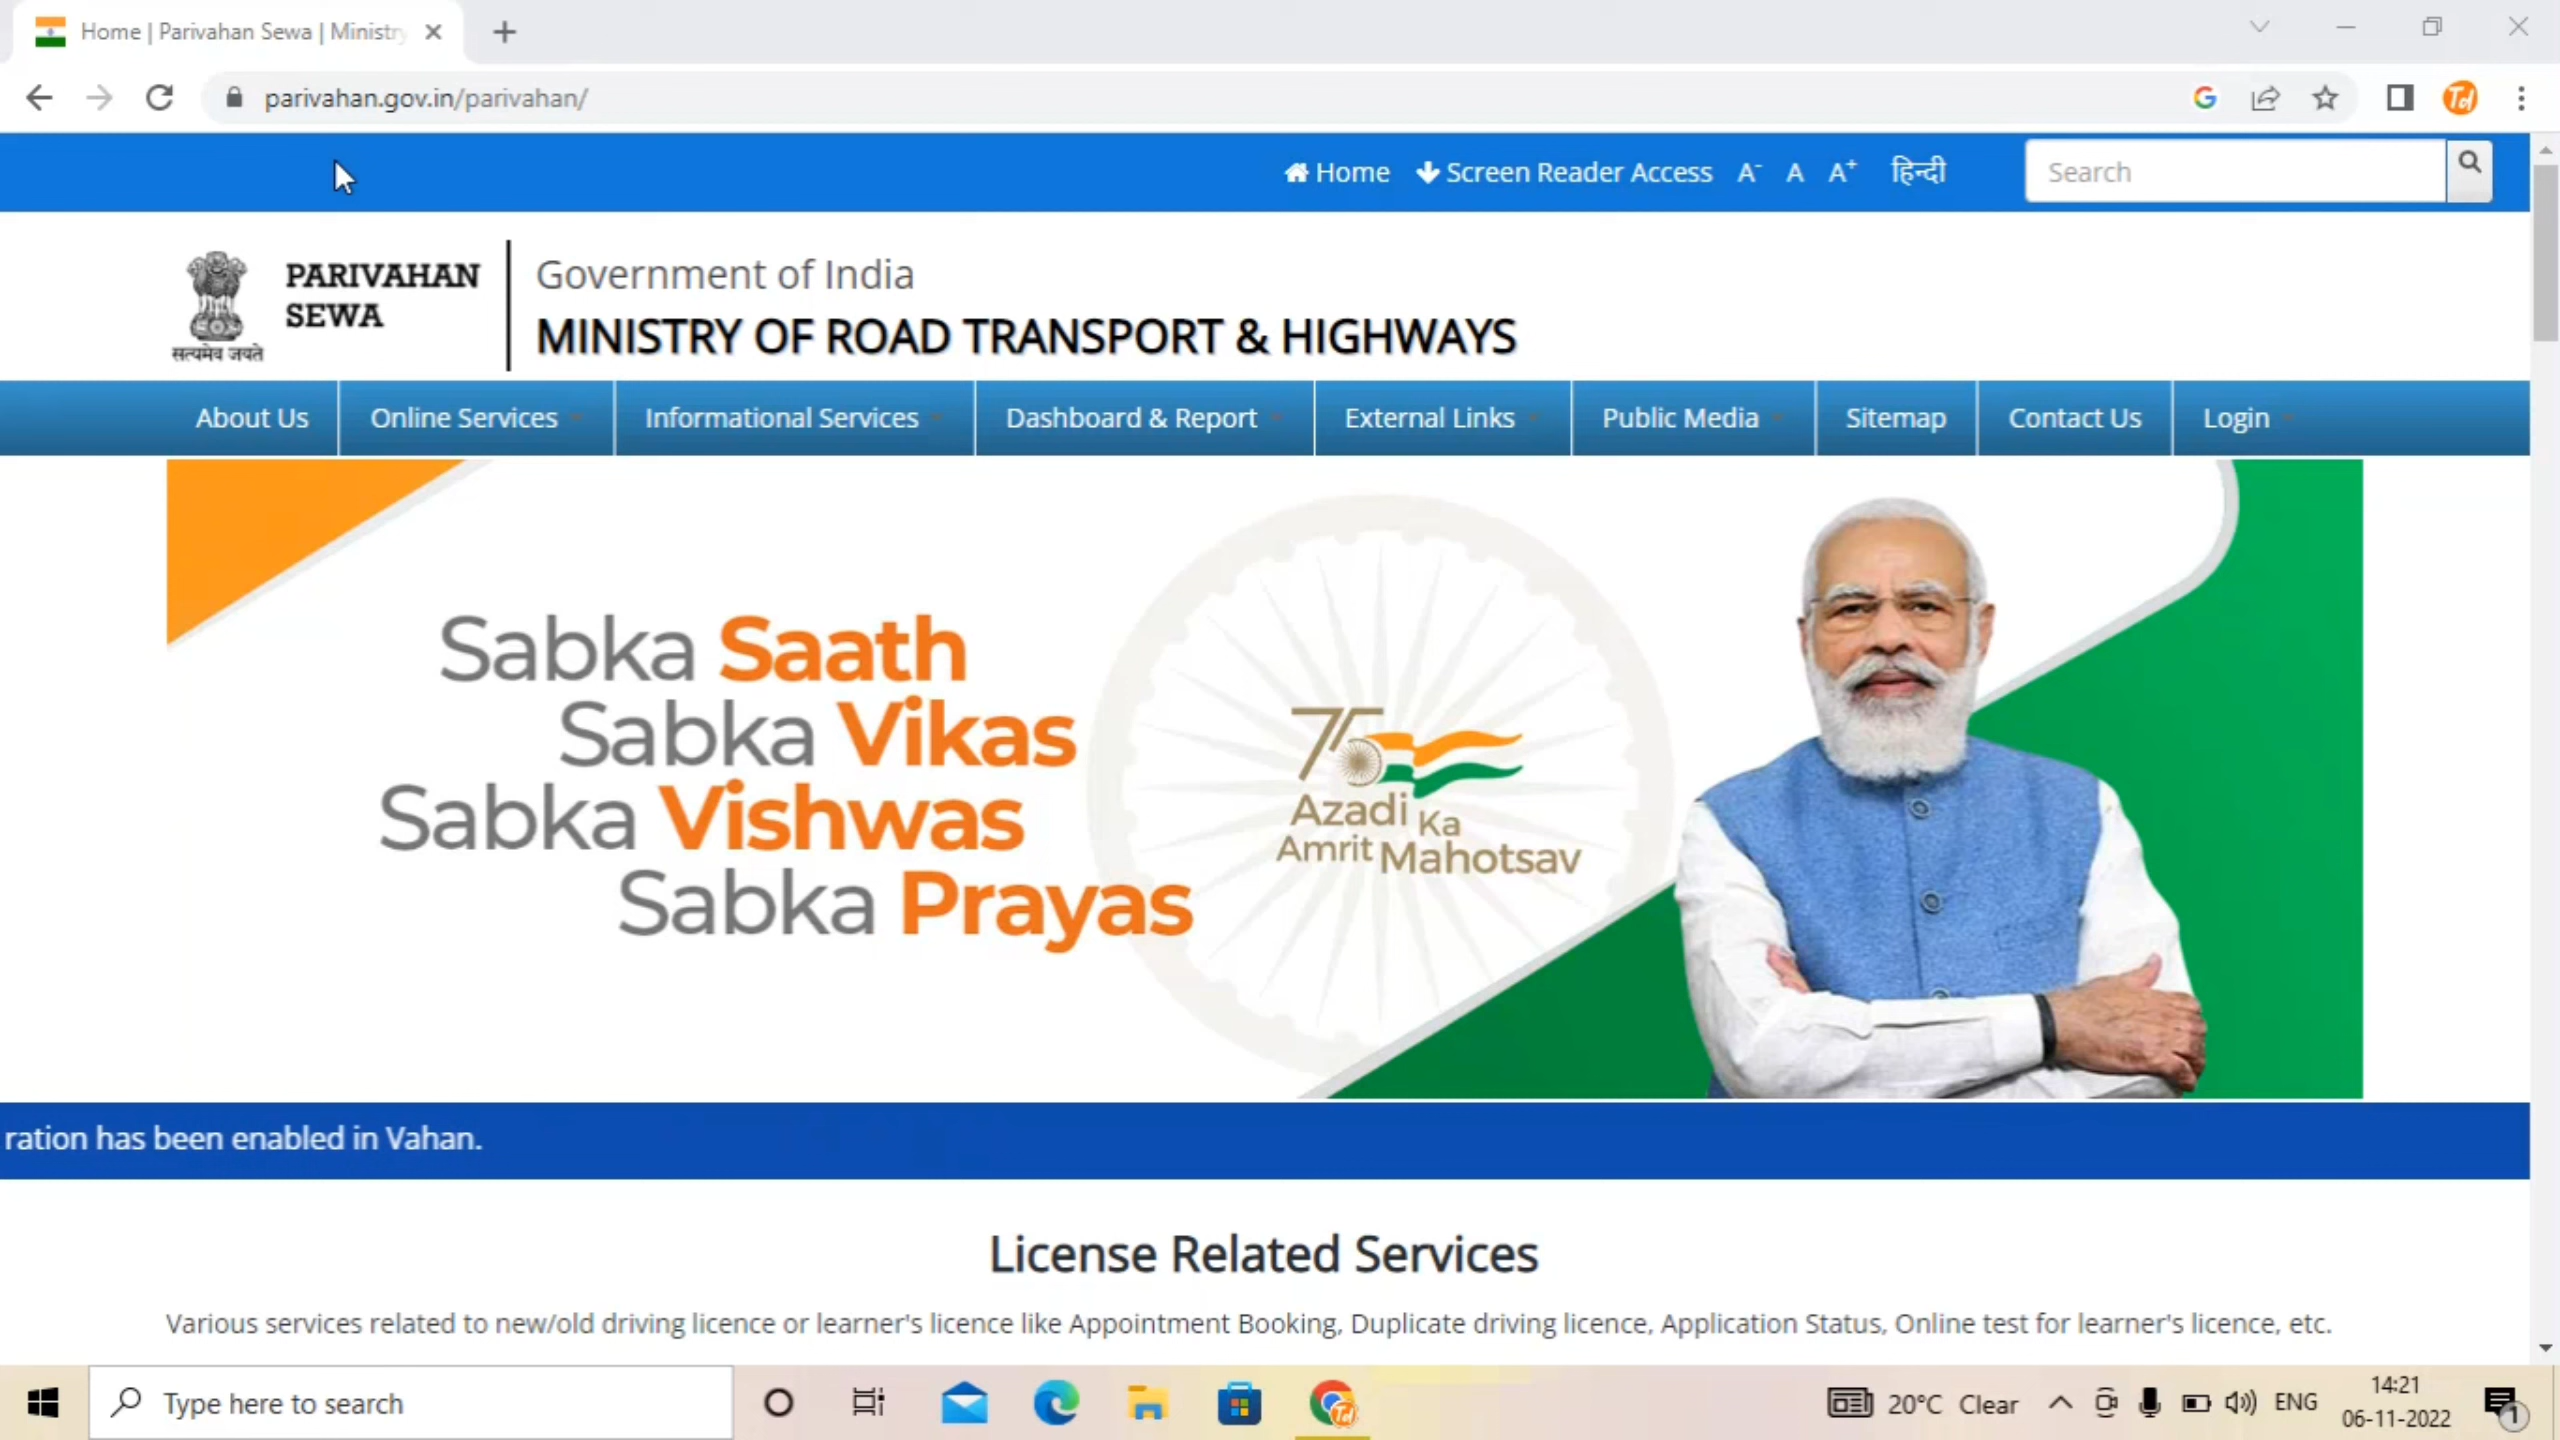 Home | Parivahan Sewa | Ministry
parivahan.gov.in/parivahan/
Home Screen Reader Access A- A A+ हिन्दी Search
PARIVAHAN
SEWA
सत्यमेव जयते
Government of India
MINISTRY OF ROAD TRANSPORT & HIGHWAYS
About Us Online Services Informational Services Dashboard & Report External Links Public Media Sitemap Contact Us Login
Sabka Saath
Sabka Vikas
Sabka Vishwas
Sabka Prayas
75
Azadi Ka
Amrit Mahotsav
ration has been enabled in Vahan.
License Related Services
Various services related to new/old driving licence or learner's licence like Appointment Booking, Duplicate driving licence, Application Status, Online test for learner's licence, etc.
Type here to search
20°C Clear
ENG
14:21
06-11-2022
1